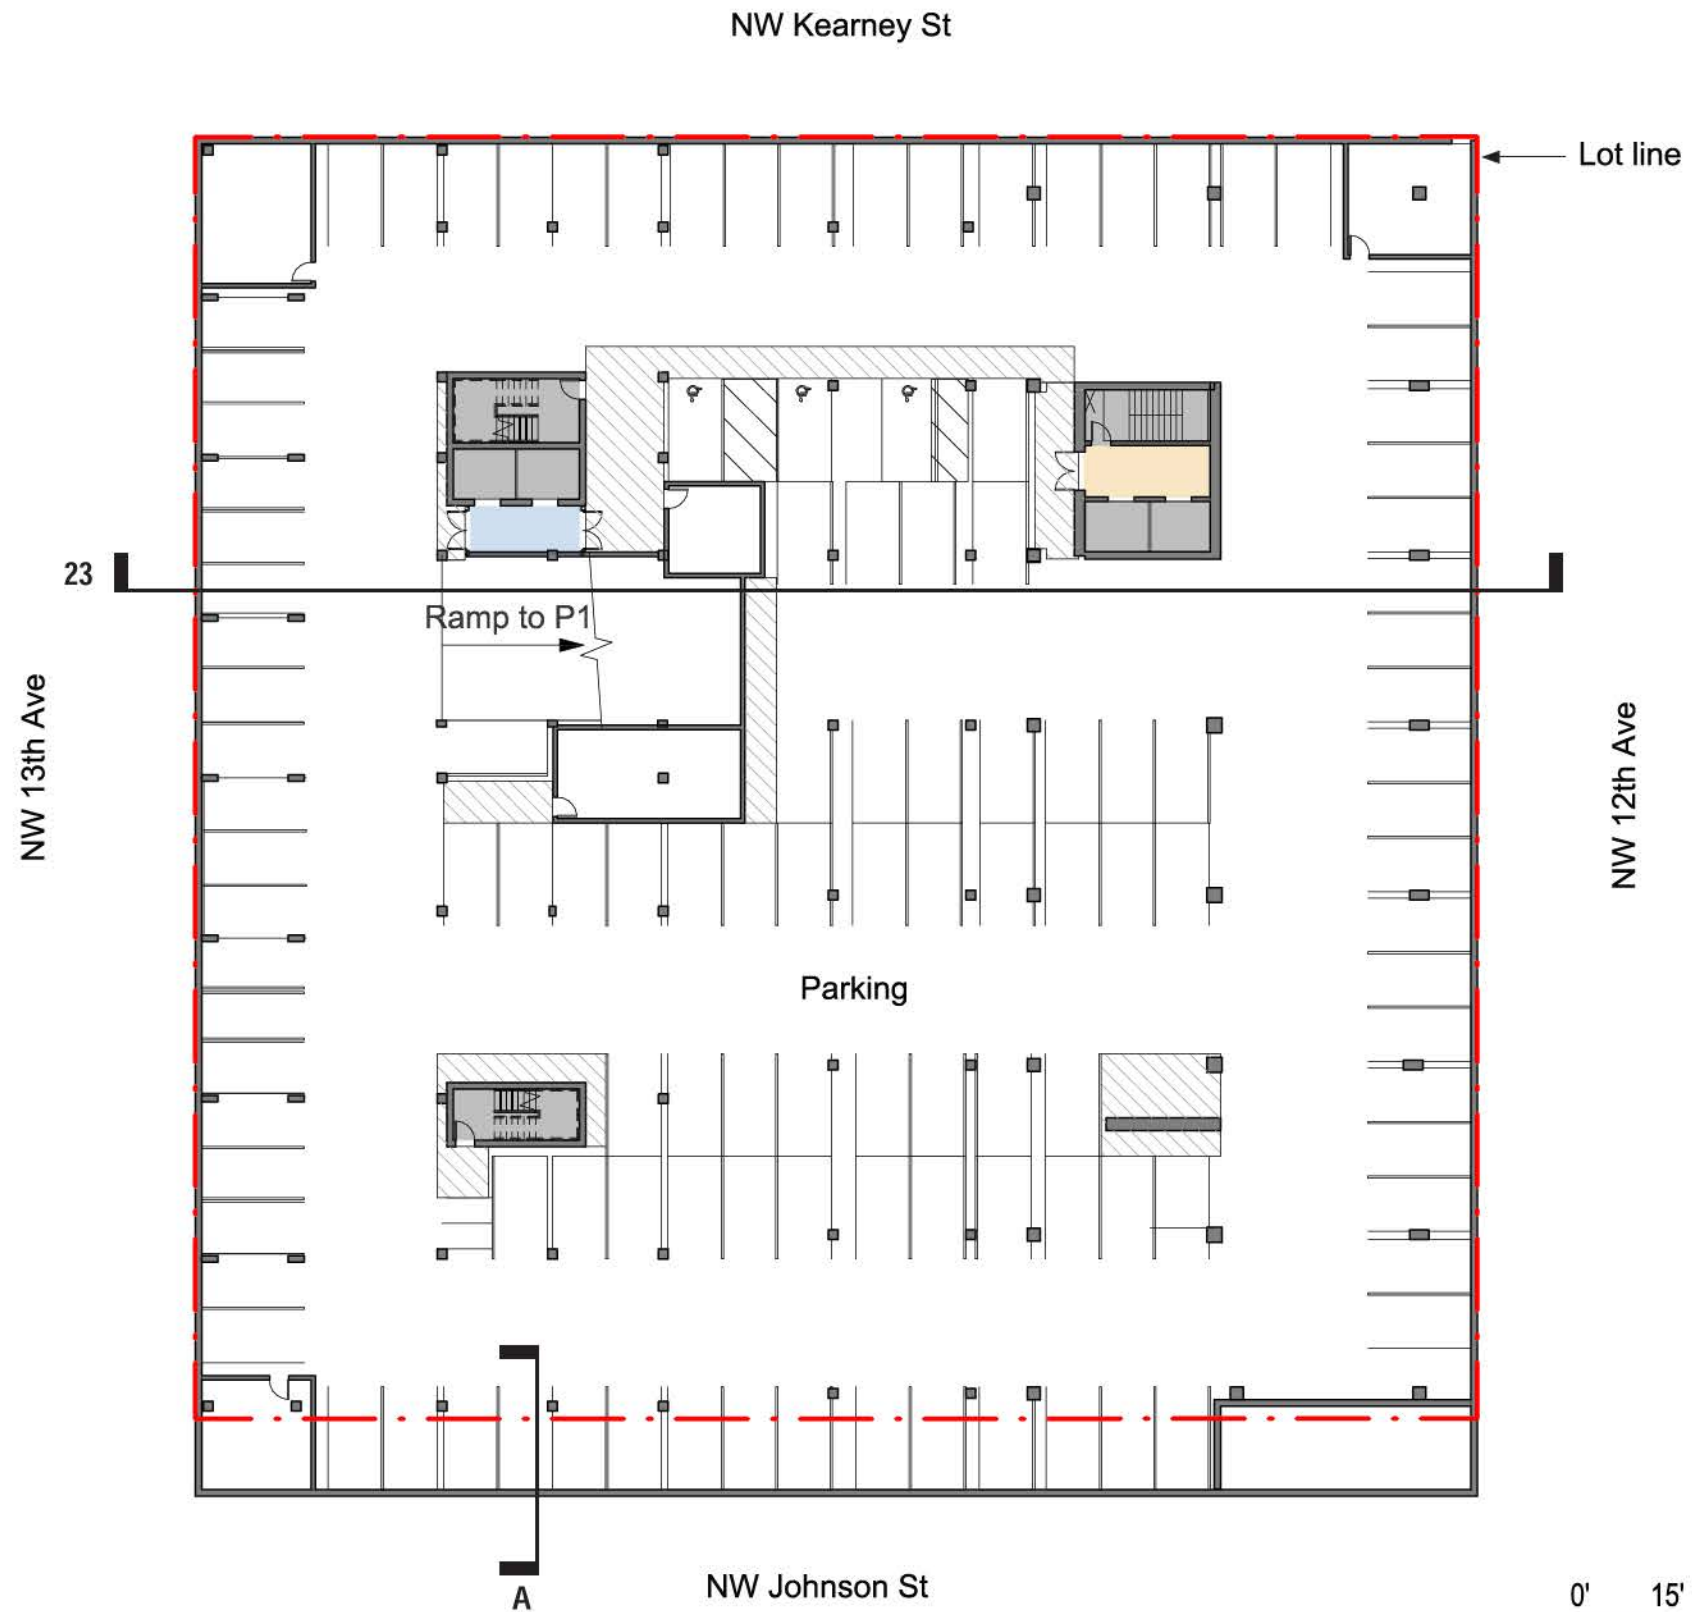 NW Kearney St
Lot line
23
Ramp to P1
NW 13th Ave
NW 12th Ave
Parking
A
NW Johnson St
0' 15'